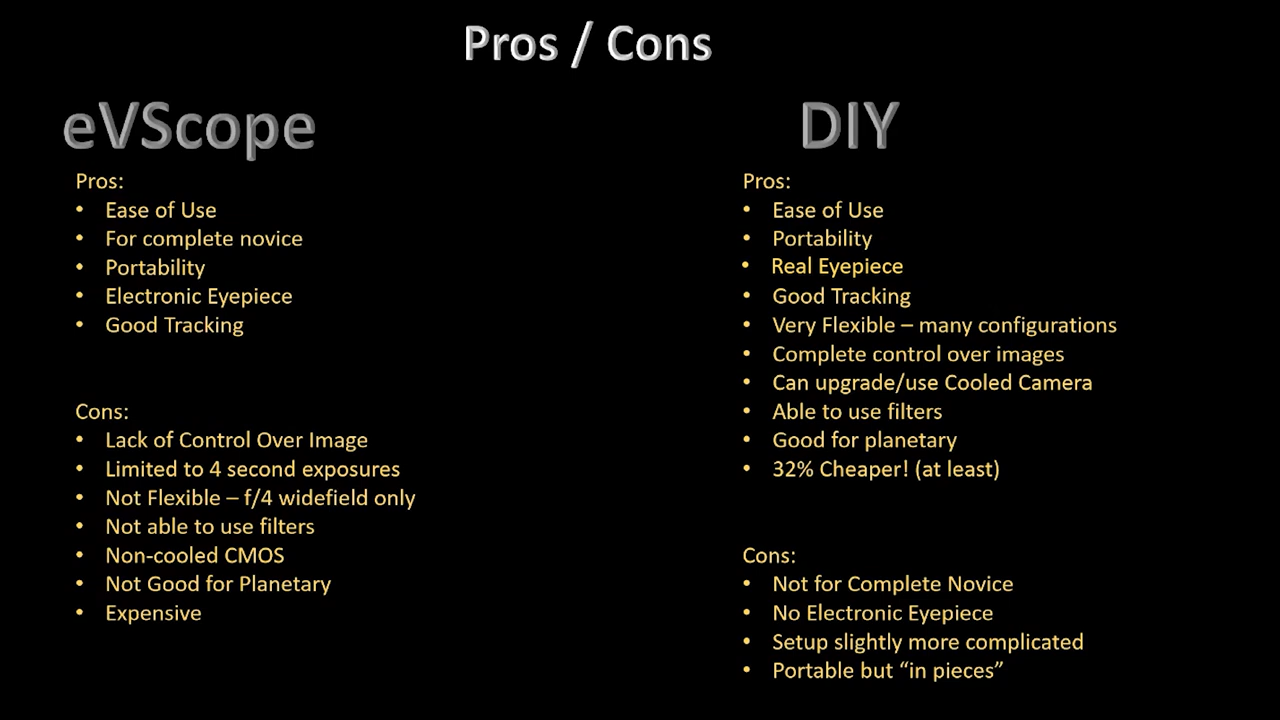 Pros / Cons
eVScope
Pros:
• Ease of Use
• For complete novice
• Portability
• Electronic Eyepiece
• Good Tracking
Cons:
• Lack of Control Over Image
• Limited to 4 second exposures
• Not Flexible – f/4 widefield only
• Not able to use filters
• Non-cooled CMOS
• Not Good for Planetary
• Expensive
DIY
Pros:
• Ease of Use
• Portability
• Real Eyepiece
• Good Tracking
• Very Flexible – many configurations
• Complete control over images
• Can upgrade/use Cooled Camera
• Able to use filters
• Good for planetary
• 32% Cheaper! (at least)
Cons:
• Not for Complete Novice
• No Electronic Eyepiece
• Setup slightly more complicated
• Portable but “in pieces”